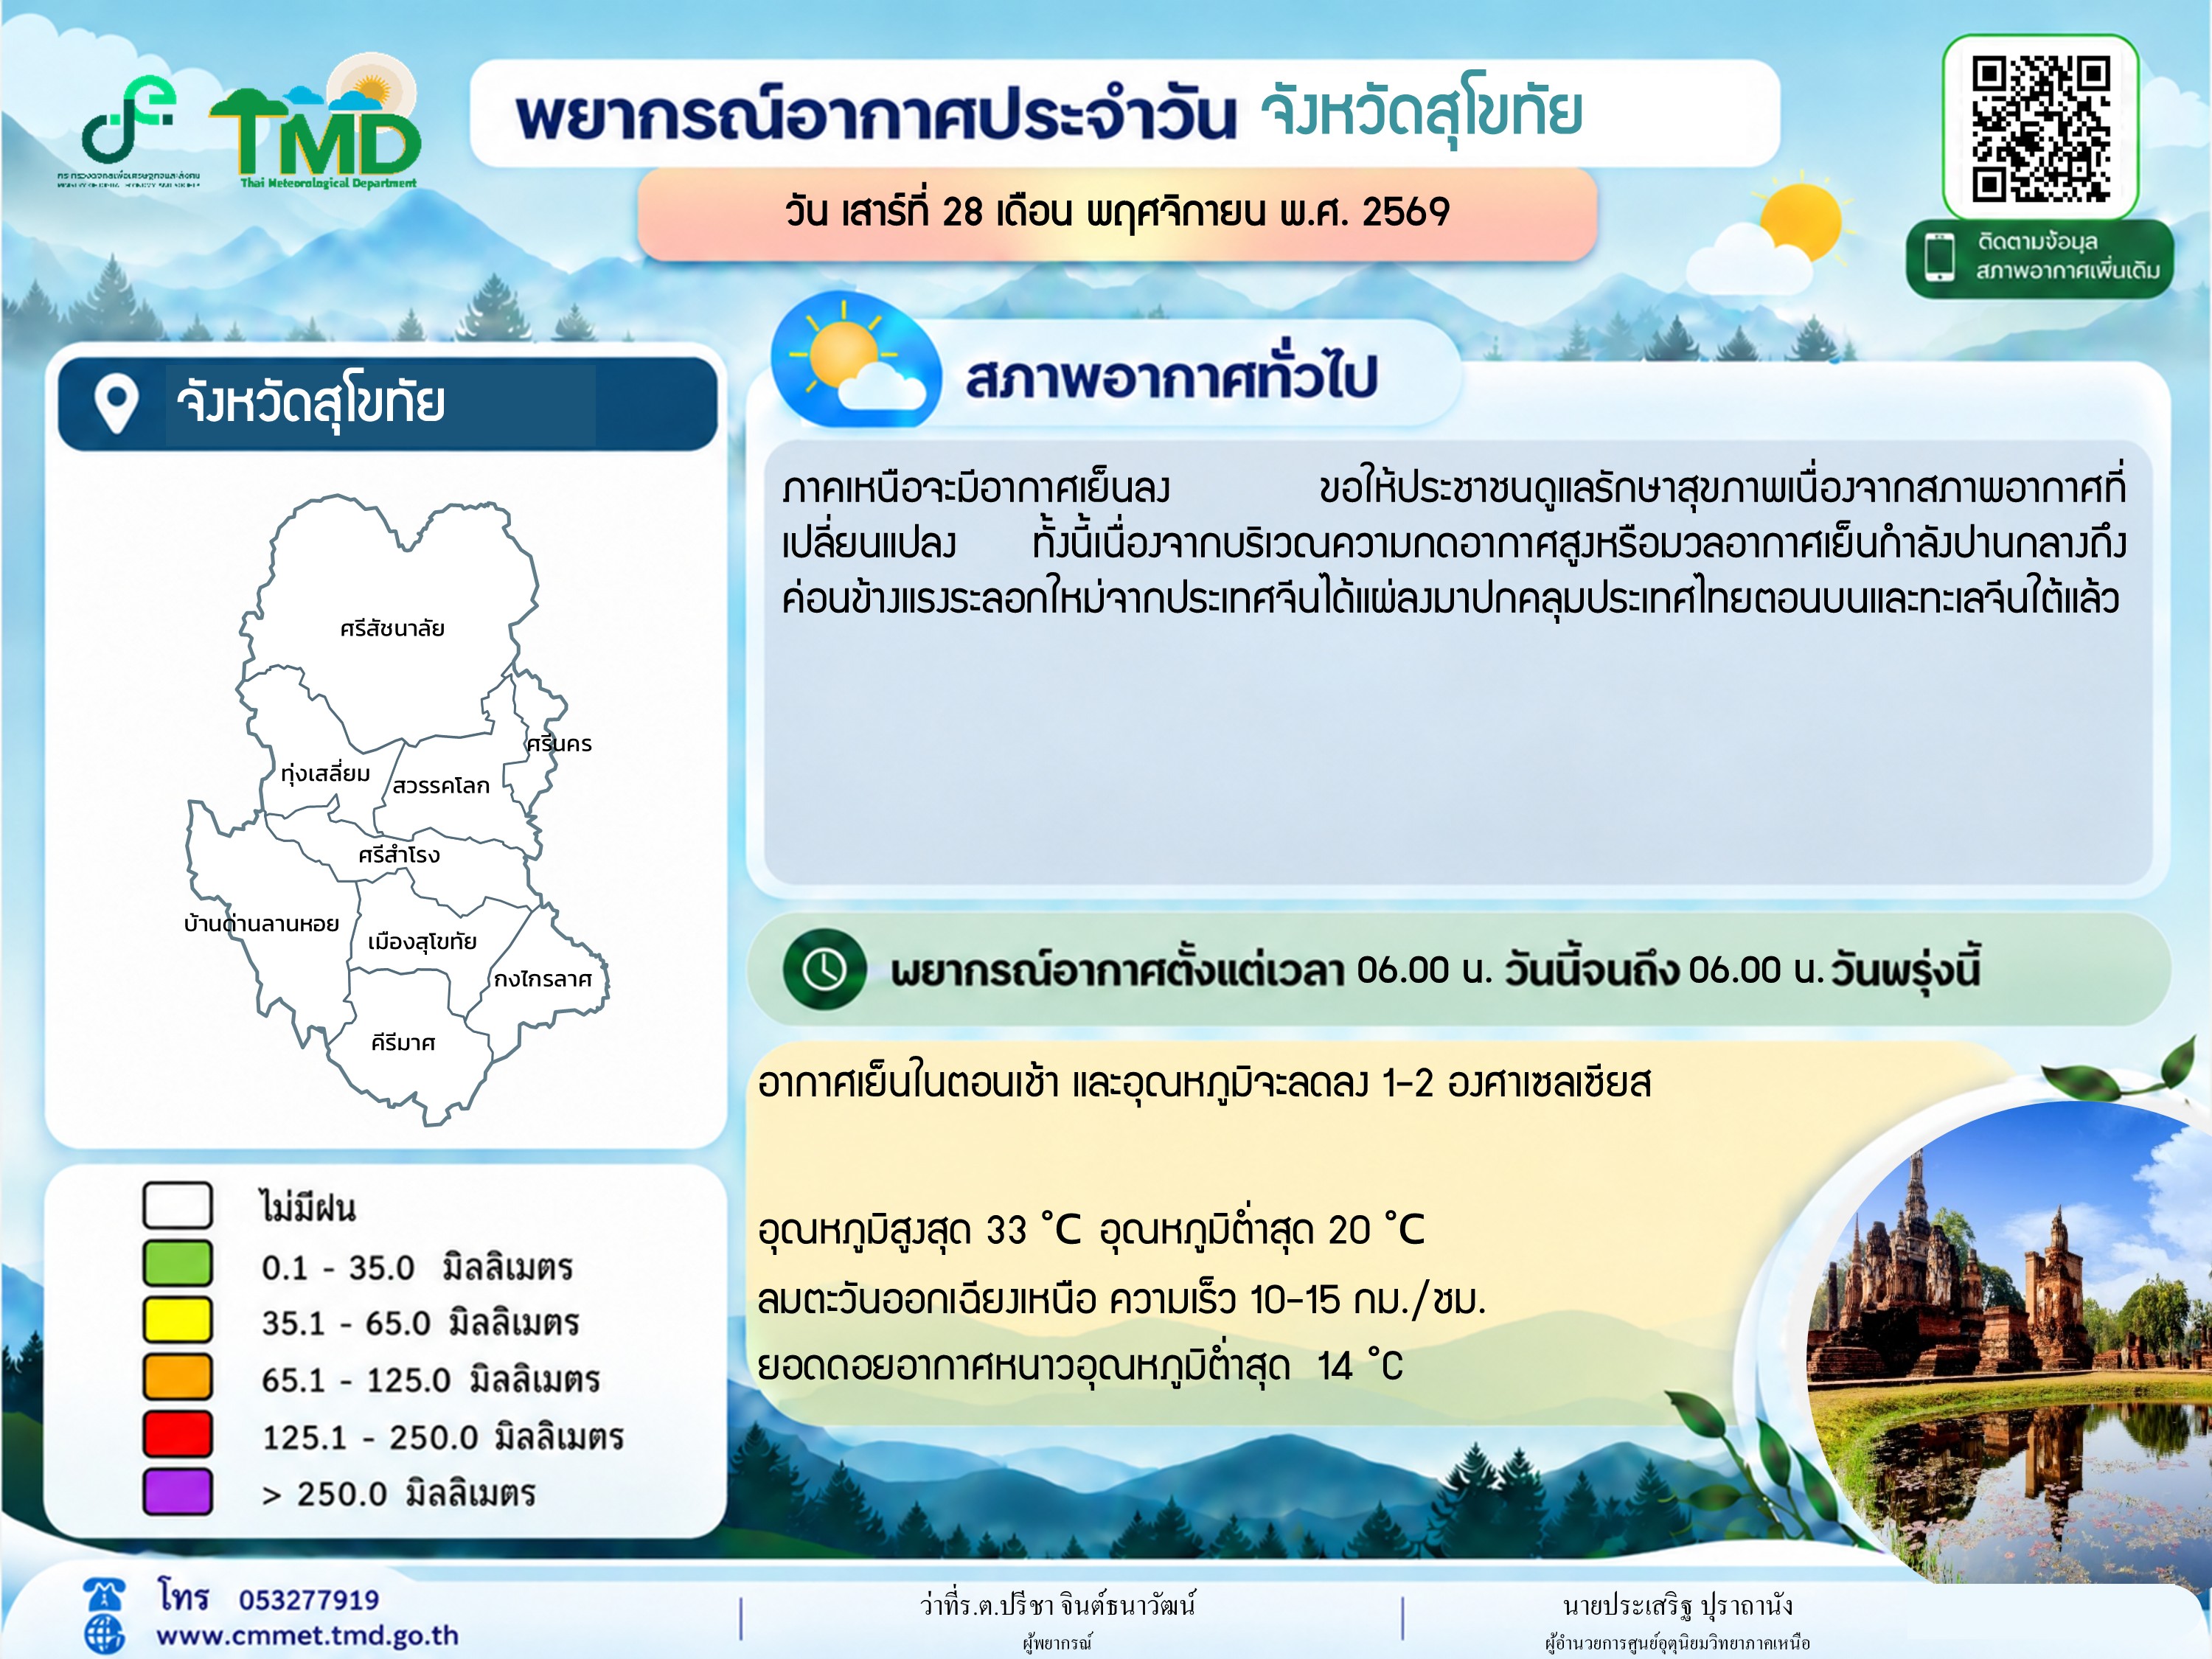 TMD
Thai Meteorological Department
พยากรณ์อากาศประจำวัน จังหวัดสุโขทัย
วัน เสาร์ที่ 28 เดือน พฤศจิกายน พ.ศ. 2569
ติดตามข้อมูล
สภาพอากาศเพิ่มเติม
จังหวัดสุโขทัย
ศรีสัชนาลัย
ศรีนคร
ทุ่งเสลี่ยม
สวรรคโลก
ศรีสำโรง
บ้านด่านลานหอย
เมืองสุโขทัย
กงไกรลาศ
คีรีมาศ
ไม่มีฝน
0.1 - 35.0 มิลลิเมตร
35.1 - 65.0 มิลลิเมตร
65.1 - 125.0 มิลลิเมตร
125.1 - 250.0 มิลลิเมตร
> 250.0 มิลลิเมตร
สภาพอากาศทั่วไป
ภาคเหนือจะมีอากาศเย็นลง ขอให้ประชาชนดูแลรักษาสุขภาพเนื่องจากสภาพอากาศที่
เปลี่ยนแปลง ทั้งนี้เนื่องจากบริเวณความกดอากาศสูงหรือมวลอากาศเย็นกำลังปานกลางถึง
ค่อนข้างแรงระลอกใหม่จากประเทศจีนได้แผ่ลงมาปกคลุมประเทศไทยตอนบนและทะเลจีนใต้แล้ว
พยากรณ์อากาศตั้งแต่เวลา 06.00 น. วันนี้จนถึง 06.00 น. วันพรุ่งนี้
อากาศเย็นในตอนเช้า และอุณหภูมิจะลดลง 1-2 องศาเซลเซียส
อุณหภูมิสูงสุด 33 °C อุณหภูมิต่ำสุด 20 °C
ลมตะวันออกเฉียงเหนือ ความเร็ว 10-15 กม./ชม.
ยอดดอยอากาศหนาวอุณหภูมิต่ำสุด 14 °C
โทร 053277919
www.cmmet.tmd.go.th
ว่าที่ร.ต.ปรีชา จินต์ธนาวัฒน์
ผู้พยากรณ์
นายประเสริฐ ปุราถานัง
ผู้อำนวยการศูนย์อุตุนิยมวิทยาภาคเหนือ